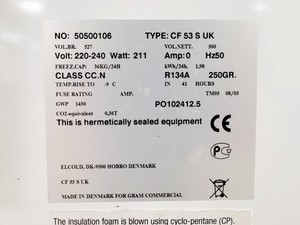 NO: 50500106 TYPE: CF 53 S UK
VOL.BR. 527 VOL.NETT. 500
Volt: 220-240 Watt: 211 Amp: 0 Hz50
FREEZ.CAP: 36KG/24H kWh/24h. 1,98
CLASS CC.N R134A 250GR.
TEMP RISE TO -9 C IN 41 HOURS
FUSE RATING AMP. TM05 08/05
GWP 1430 PO102412.5
CO2-equivalent 0,36T
This is hermetically sealed equipment
ELCOLD, DK-9500 HOBRO DENMARK
CF 53 S UK
MADE IN DENMARK FOR GRAM COMMERCIAL
CE
The insulation foam is blown using cyclo-pentane (CP).